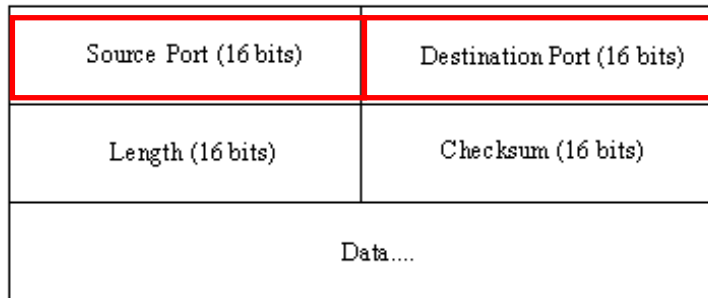 Source Port (16 bits)
Destination Port (16 bits)
Length (16 bits)
Checksum (16 bits)
Data....